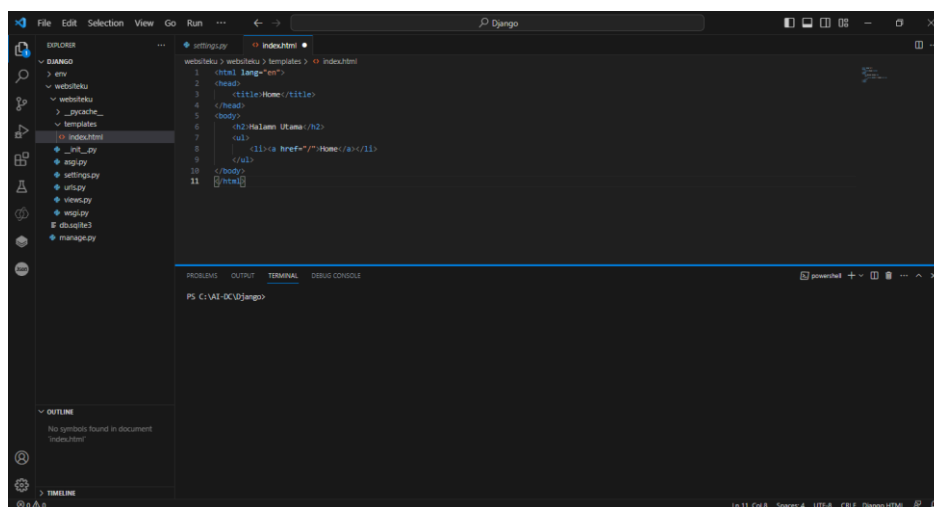 File Edit Selection View Go Run ···
Django
EXPLORER ···
DJANGO
env
websiteku
websiteku
__pycache__
templates
index.html
__init__.py
asgi.py
settings.py
urls.py
views.py
wsgi.py
db.sqlite3
manage.py
settings.py index.html
websiteku > websiteku > templates > index.html
1 <html lang="en">
2 <head>
3 <title>Home</title>
4 </head>
5 <body>
6 <h2>Halamn Utama</h2>
7 <ul>
8 <li><a href="/">Home</a></li>
9 </ul>
10 </body>
11 </html>
PROBLEMS OUTPUT TERMINAL DEBUG CONSOLE
powershell
PS C:\AI-DC\Django>
OUTLINE
No symbols found in document
'index.html'
TIMELINE
0 0
Ln 11, Col 8 Spaces: 4 UTF-8 CRLF Django HTML